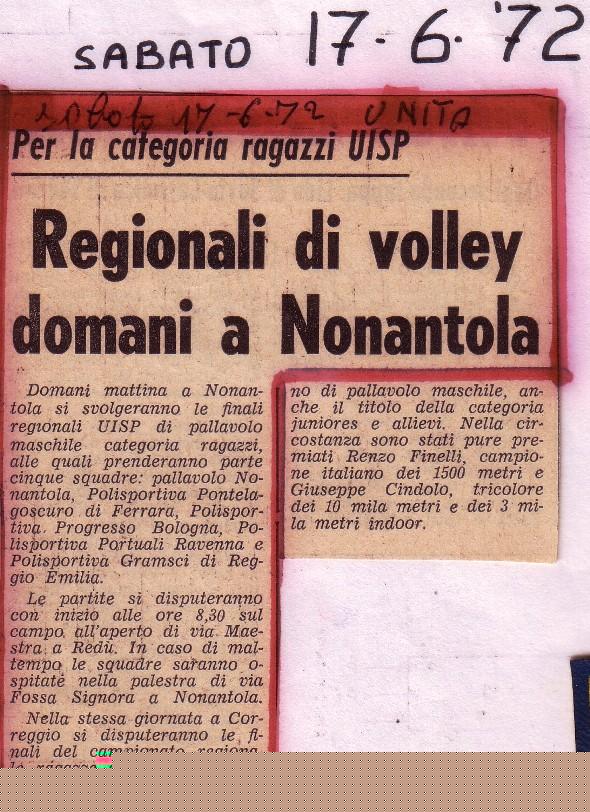 SABATO 17-6-'72
Sabato 17-6-72 UNITA
Per la categoria ragazzi UISP
Regionali di volley
domani a Nonantola
Domani mattina a Nonan-
tola si svolgeranno le finali
regionali UISP di pallavolo
maschile categoria ragazzi,
alle quali prenderanno parte
cinque squadre: pallavolo No-
nantola, Polisportiva Pontela-
goscuro di Ferrara, Polispor-
tiva Progresso Bologna, Po-
lisportiva Portuali Ravenna e
Polisportiva Gramsci di Reg-
gio Emilia.
Le partite si disputeranno
con inizio alle ore 8,30 sul
campo all'aperto di via Mae-
stra a Redù. In caso di mal-
tempo le squadre saranno o-
spitate nella palestra di via
Fossa Signora a Nonantola.
Nella stessa giornata a Cor-
reggio si disputeranno le fi-
nali del campionato regiona-
no di pallavolo maschile, an-
che il titolo della categoria
juniores e allievi. Nella cir-
costanza sono stati pure pre-
miati Renzo Finelli, campio-
ne italiano dei 1500 metri e
Giuseppe Cindolo, tricolore
dei 10 mila metri e dei 3 mi-
la metri indoor.